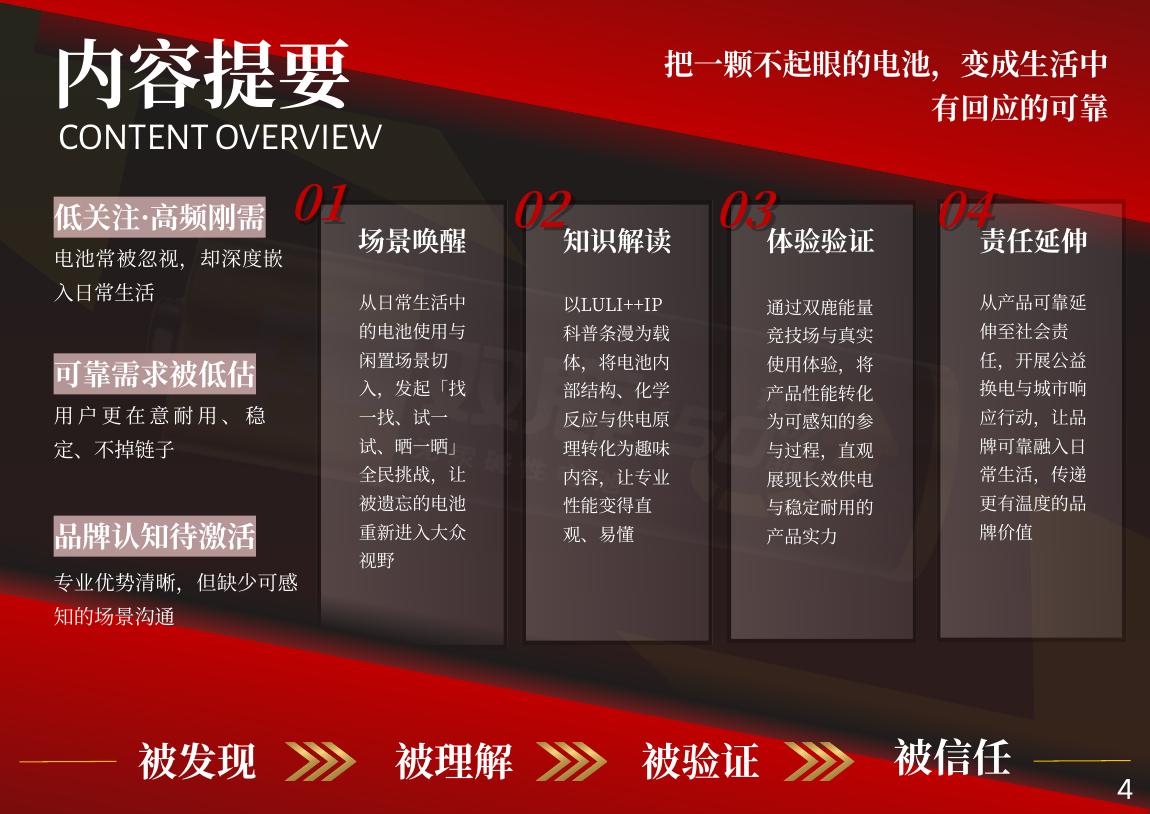 内容提要
CONTENT OVERVIEW
把一颗不起眼的电池，变成生活中
有回应的可靠
低关注·高频刚需
电池常被忽视，却深度嵌
入日常生活
可靠需求被低估
用户更在意耐用、稳
定、不掉链子
品牌认知待激活
专业优势清晰，但缺少可感
知的场景沟通
01
场景唤醒
从日常生活中
的电池使用与
闲置场景切
入，发起「找
一找、试一
试、晒一晒」
全民挑战，让
被遗忘的电池
重新进入大众
视野
02
知识解读
以LULI++IP
科普条漫为载
体，将电池内
部结构、化学
反应与供电原
理转化为趣味
内容，让专业
性能变得直
观、易懂
03
体验验证
通过双鹿能量
竞技场与真实
使用体验，将
产品性能转化
为可感知的参
与过程，直观
展现长效供电
与稳定耐用的
产品实力
04
责任延伸
从产品可靠延
伸至社会责
任，开展公益
换电与城市响
应行动，让品
牌可靠融入日
常生活，传递
更有温度的品
牌价值
被发现
被理解
被验证
被信任
4